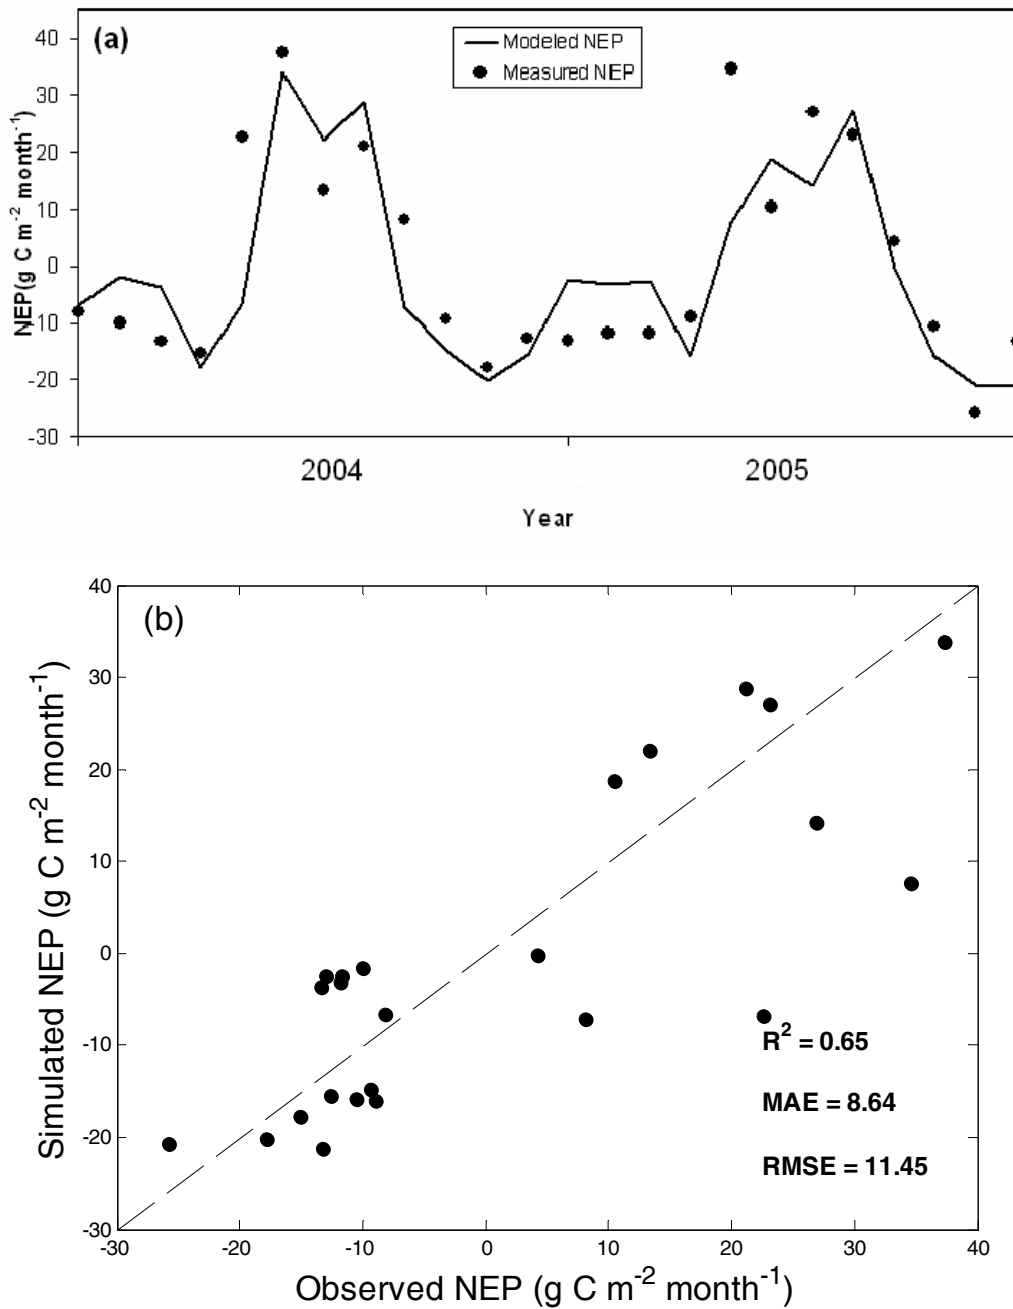 (a)
Modeled NEP
Measured NEP
NEP(g C m⁻² month⁻¹)
40
30
20
10
0
-10
-20
-30
2004
2005
Year
(b)
Simulated NEP (g C m⁻² month⁻¹)
40
30
20
10
0
-10
-20
-30
R² = 0.65
MAE = 8.64
RMSE = 11.45
-30
-20
-10
0
10
20
30
40
Observed NEP (g C m⁻² month⁻¹)